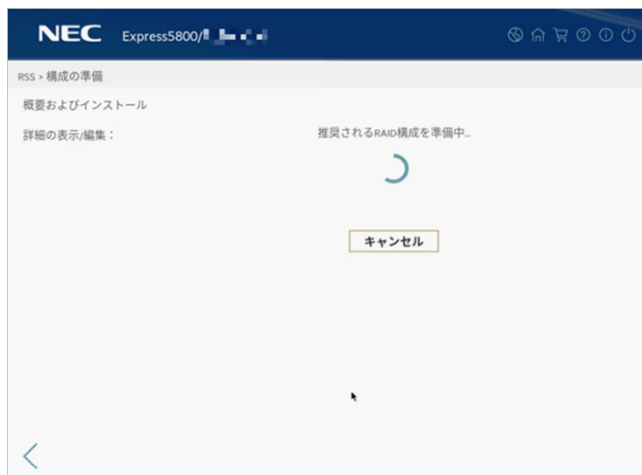 NEC Express5800/
RSS > 構成の準備
概要およびインストール
詳細の表示/編集：
推奨されるRAID構成を準備中...
キャンセル